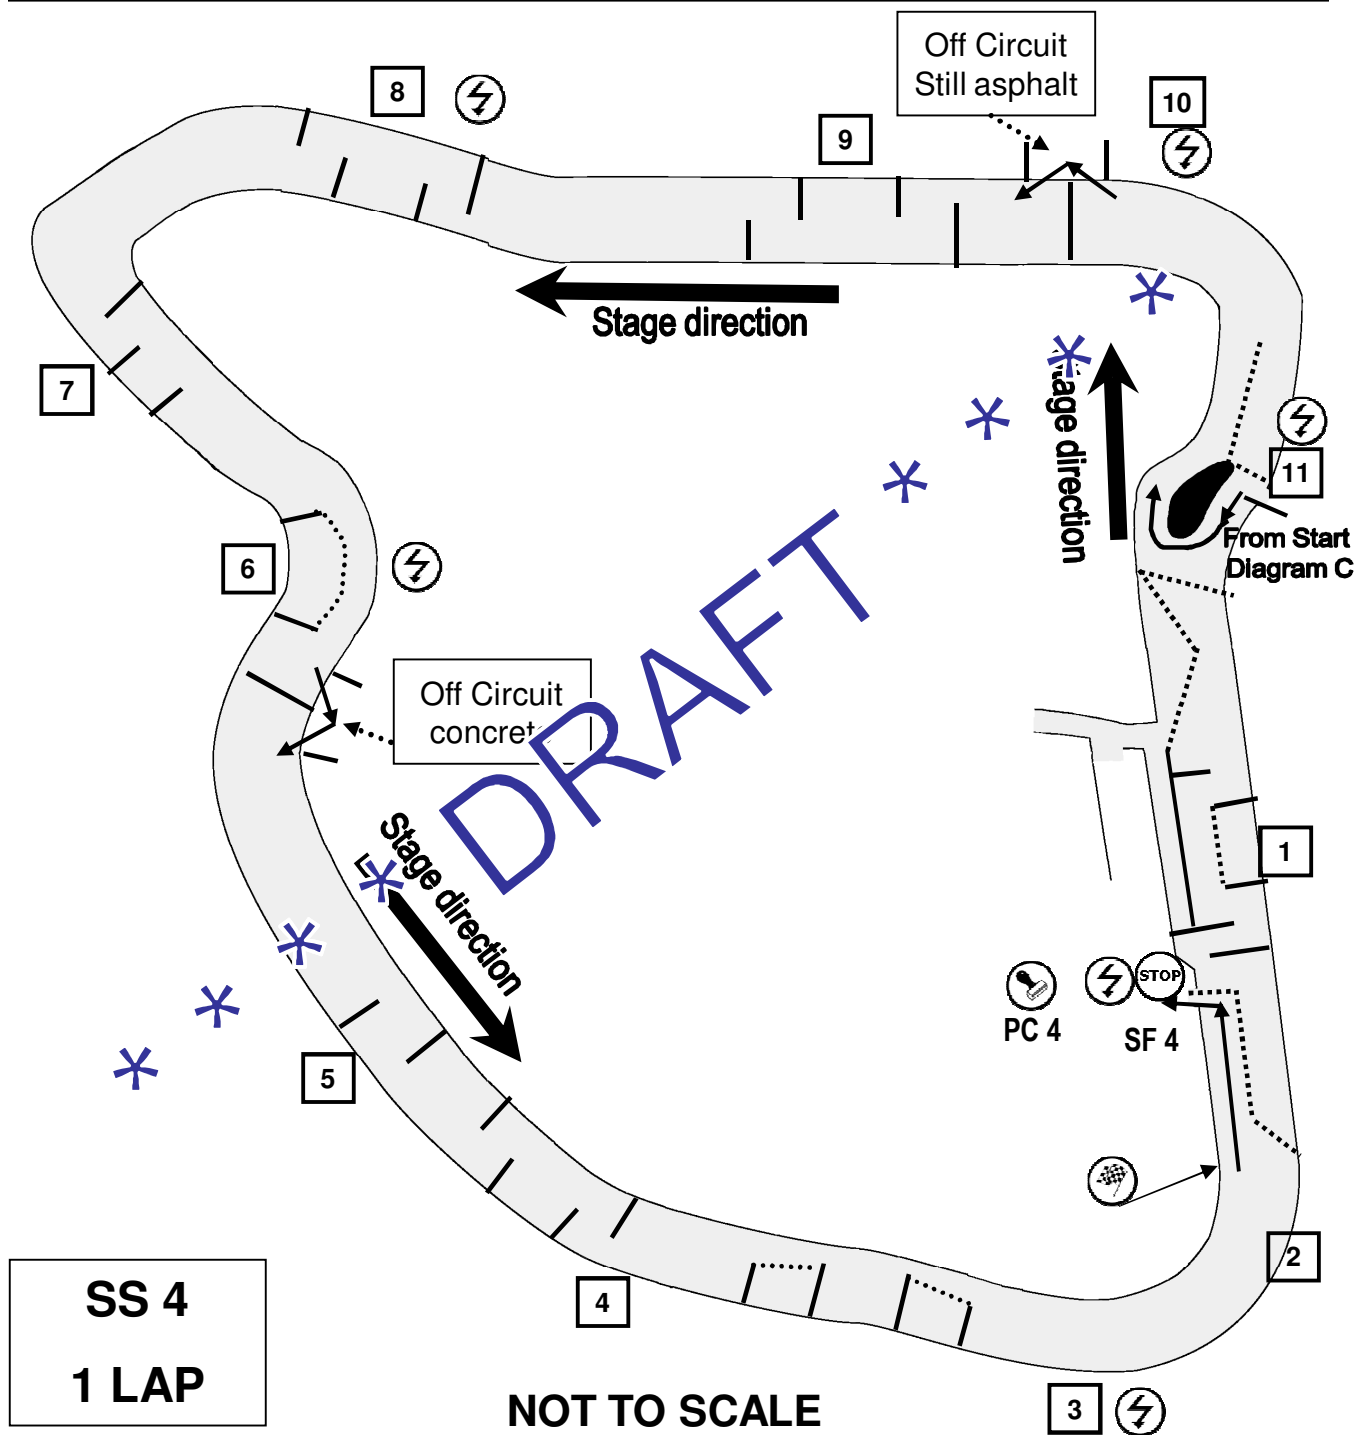 Off Circuit
Still asphalt
8
10
9
Stage direction
7
Stage direction
11
From Start
Diagram C
6
Off Circuit
concrete
* * * * DRAFT * * * *
Stage direction
1
STOP
PC 4
SF 4
5
2
SS 4
1 LAP
4
NOT TO SCALE
3